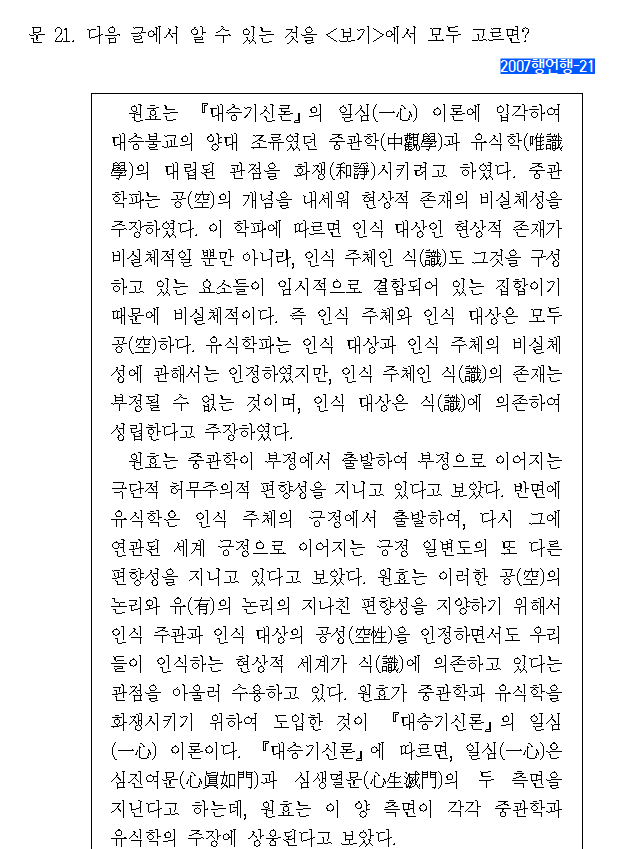 문 21. 다음 글에서 알 수 있는 것을 <보기>에서 모두 고르면?
2007행언행-21
원효는 『대승기신론』의 일심(一心) 이론에 입각하여
대승불교의 양대 조류였던 중관학(中觀學)과 유식학(唯識
學)의 대립된 관점을 화쟁(和諍)시키려고 하였다. 중관
학파는 공(空)의 개념을 내세워 현상적 존재의 비실체성을
주장하였다. 이 학파에 따르면 인식 대상인 현상적 존재가
비실체적일 뿐만 아니라, 인식 주체인 식(識)도 그것을 구성
하고 있는 요소들이 임시적으로 결합되어 있는 집합이기
때문에 비실체적이다. 즉 인식 주체와 인식 대상은 모두
공(空)하다. 유식학파는 인식 대상과 인식 주체의 비실체
성에 관해서는 인정하였지만, 인식 주체인 식(識)의 존재는
부정될 수 없는 것이며, 인식 대상은 식(識)에 의존하여
성립한다고 주장하였다.
원효는 중관학이 부정에서 출발하여 부정으로 이어지는
극단적 허무주의적 편향성을 지니고 있다고 보았다. 반면에
유식학은 인식 주체의 긍정에서 출발하여, 다시 그에
연관된 세계 긍정으로 이어지는 긍정 일변도의 또 다른
편향성을 지니고 있다고 보았다. 원효는 이러한 공(空)의
논리와 유(有)의 논리의 지나친 편향성을 지양하기 위해서
인식 주관과 인식 대상의 공성(空性)을 인정하면서도 우리
들이 인식하는 현상적 세계가 식(識)에 의존하고 있다는
관점을 아울러 수용하고 있다. 원효가 중관학과 유식학을
화쟁시키기 위하여 도입한 것이 『대승기신론』의 일심
(一心) 이론이다. 『대승기신론』에 따르면, 일심(一心)은
심진여문(心眞如門)과 심생멸문(心生滅門)의 두 측면을
지닌다고 하는데, 원효는 이 양 측면이 각각 중관학과
유식학의 주장에 상응된다고 보았다.